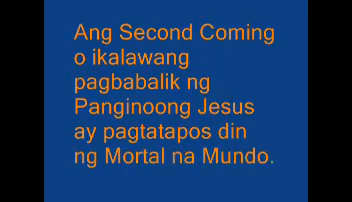 Ang Second Coming
o ikalawang
pagbabalik ng
Panginoong Jesus
ay pagtatapos din
ng Mortal na Mundo.